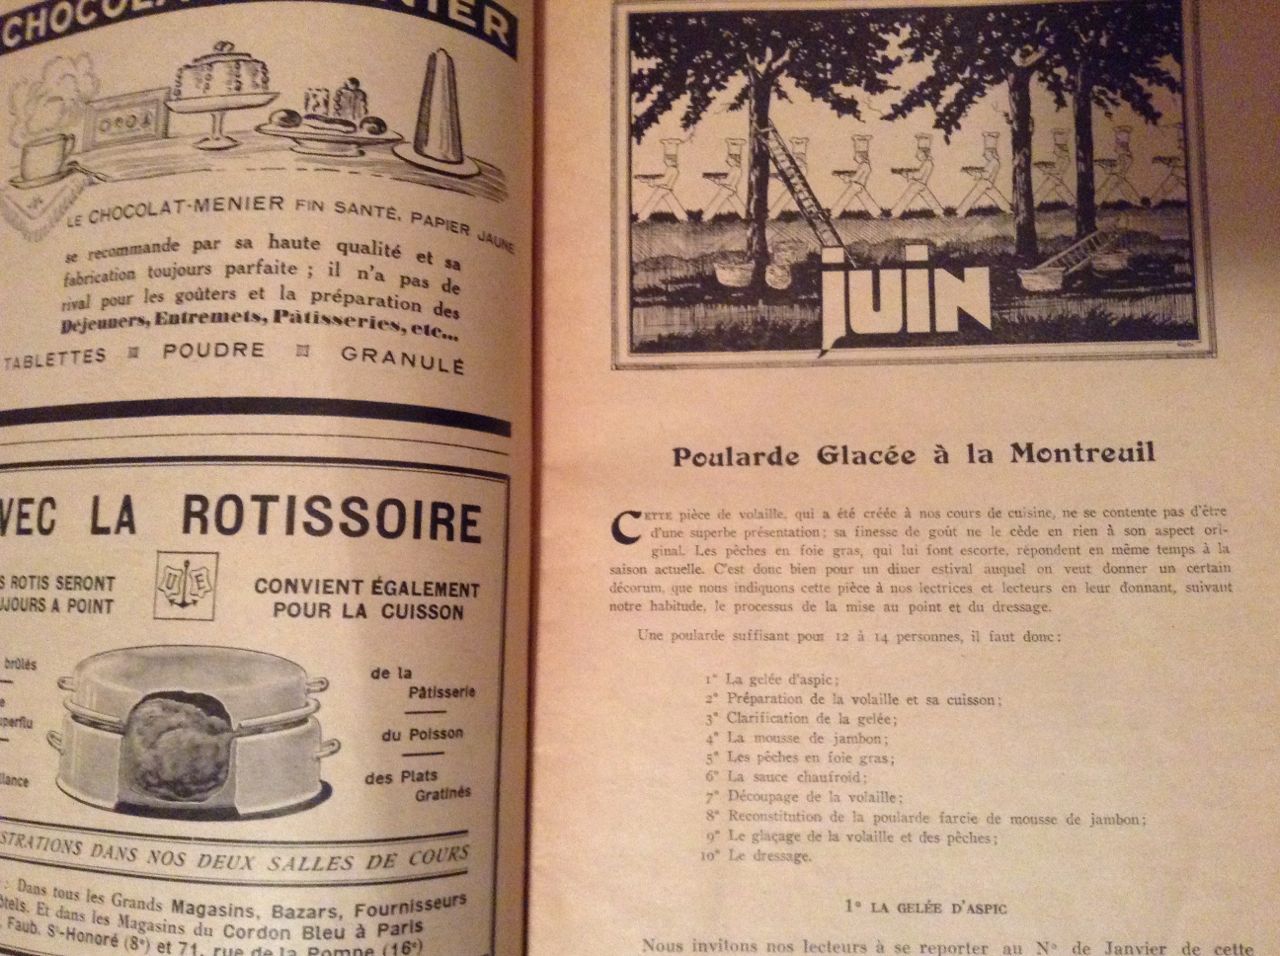 CHOCOLAT
LE CHOCOLAT-MENIER FIN SANTÉ, PAPIER JAUNE
se recommande par sa haute qualité et sa
fabrication toujours parfaite ; il n'a pas de
rival pour les goûters et la préparation des
Déjeuners, Entremets, Pâtisseries, etc...
TABLETTES POUDRE GRANULÉ
LA ROTISSOIRE
ROTIS SERONT
A POINT
U E
CONVIENT ÉGALEMENT
POUR LA CUISSON
brûlés
de la
Pâtisserie
du Poisson
des Plats
Gratinés
DANS NOS DEUX SALLES DE COURS
: Dans tous les Grands Magasins, Bazars, Fournisseurs
Et dans les Magasins du Cordon Bleu à Paris
Faub. St-Honoré (8e) et 71, rue de la Pompe (16e)
juin
Poularde Glacée à la Montreuil
CETTE pièce de volaille, qui a été créée à nos cours de cuisine, ne se contente pas d'être
d'une superbe présentation ; sa finesse de goût ne le cède en rien à son aspect ori-
ginal. Les pêches en foie gras, qui lui font escorte, répondent en même temps à la
saison actuelle. C'est donc bien pour un dîner estival auquel on veut donner un certain
décorum, que nous indiquons cette pièce à nos lectrices et lecteurs en leur donnant, suivant
notre habitude, le processus de la mise au point et du dressage.
Une poularde suffisant pour 12 à 14 personnes, il faut donc :
1° La gelée d'aspic ;
2° Préparation de la volaille et sa cuisson ;
3° Clarification de la gelée ;
4° La mousse de jambon ;
5° Les pêches en foie gras ;
6° La sauce chaufroid ;
7° Découpage de la volaille ;
8° Reconstitution de la poularde farcie de mousse de jambon ;
9° Le glaçage de la volaille et des pêches ;
10° Le dressage.
1° LA GELÉE D'ASPIC
Nous invitons nos lecteurs à se reporter au N° de Janvier de cette